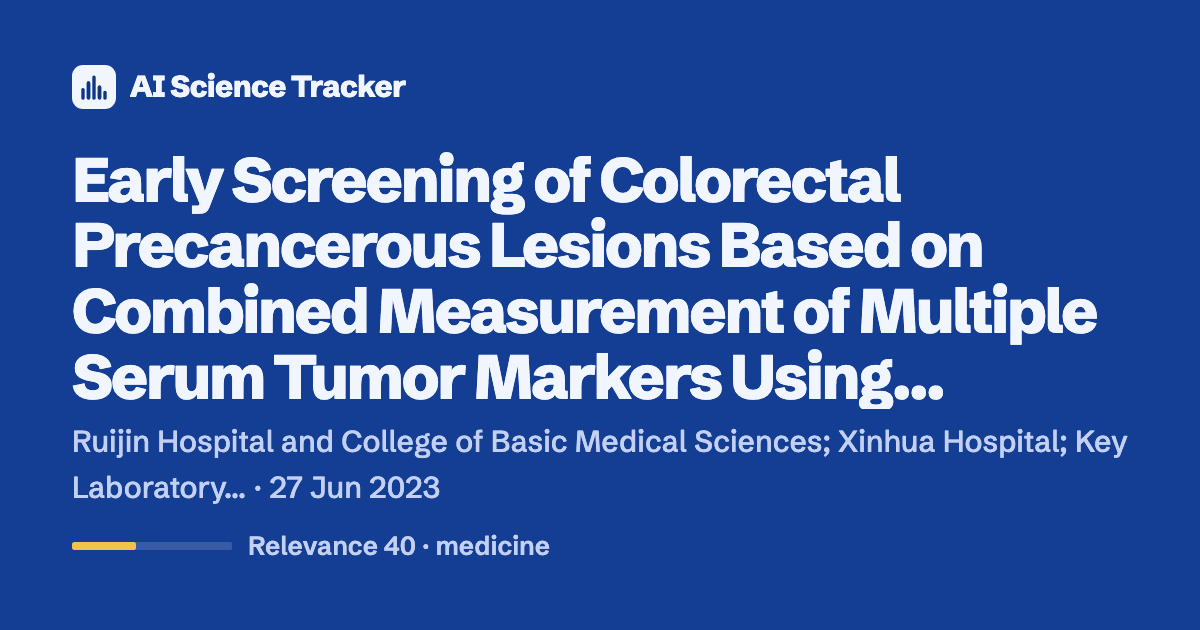 AI Science Tracker
Early Screening of Colorectal
Precancerous Lesions Based on
Combined Measurement of Multiple
Serum Tumor Markers Using...
Ruijin Hospital and College of Basic Medical Sciences; Xinhua Hospital; Key
Laboratory... · 27 Jun 2023
Relevance 40 · medicine